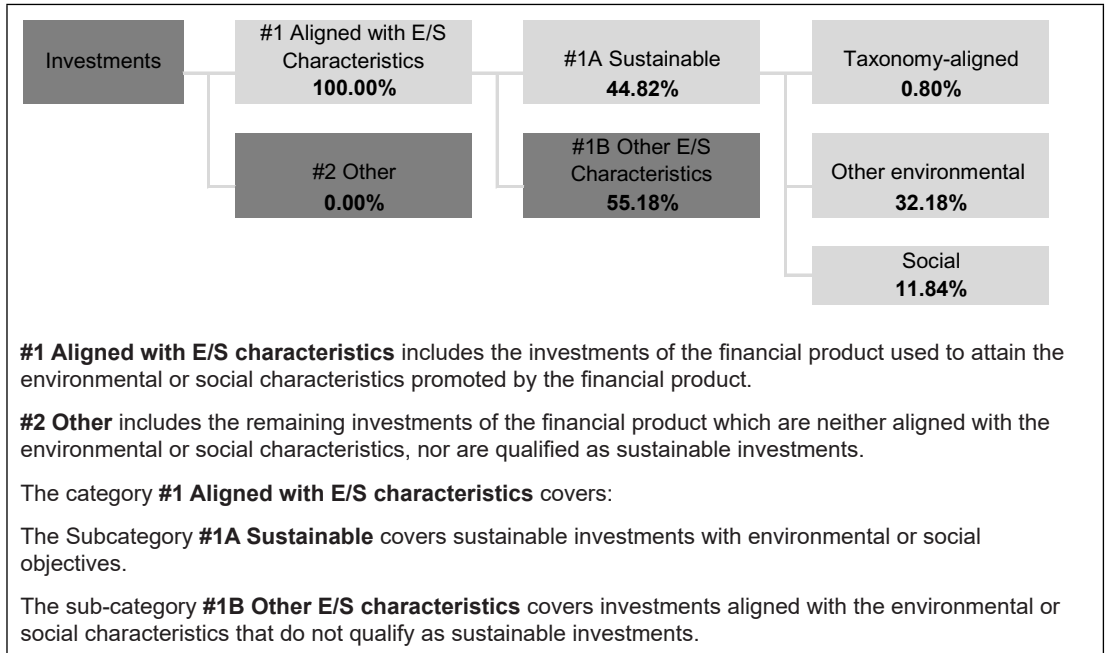 Investments
#1 Aligned with E/S
Characteristics
100.00%
#2 Other
0.00%
#1A Sustainable
44.82%
#1B Other E/S
Characteristics
55.18%
Taxonomy-aligned
0.80%
Other environmental
32.18%
Social
11.84%
#1 Aligned with E/S characteristics includes the investments of the financial product used to attain the
environmental or social characteristics promoted by the financial product.
#2 Other includes the remaining investments of the financial product which are neither aligned with the
environmental or social characteristics, nor are qualified as sustainable investments.
The category #1 Aligned with E/S characteristics covers:
The Subcategory #1A Sustainable covers sustainable investments with environmental or social
objectives.
The sub-category #1B Other E/S characteristics covers investments aligned with the environmental or
social characteristics that do not qualify as sustainable investments.